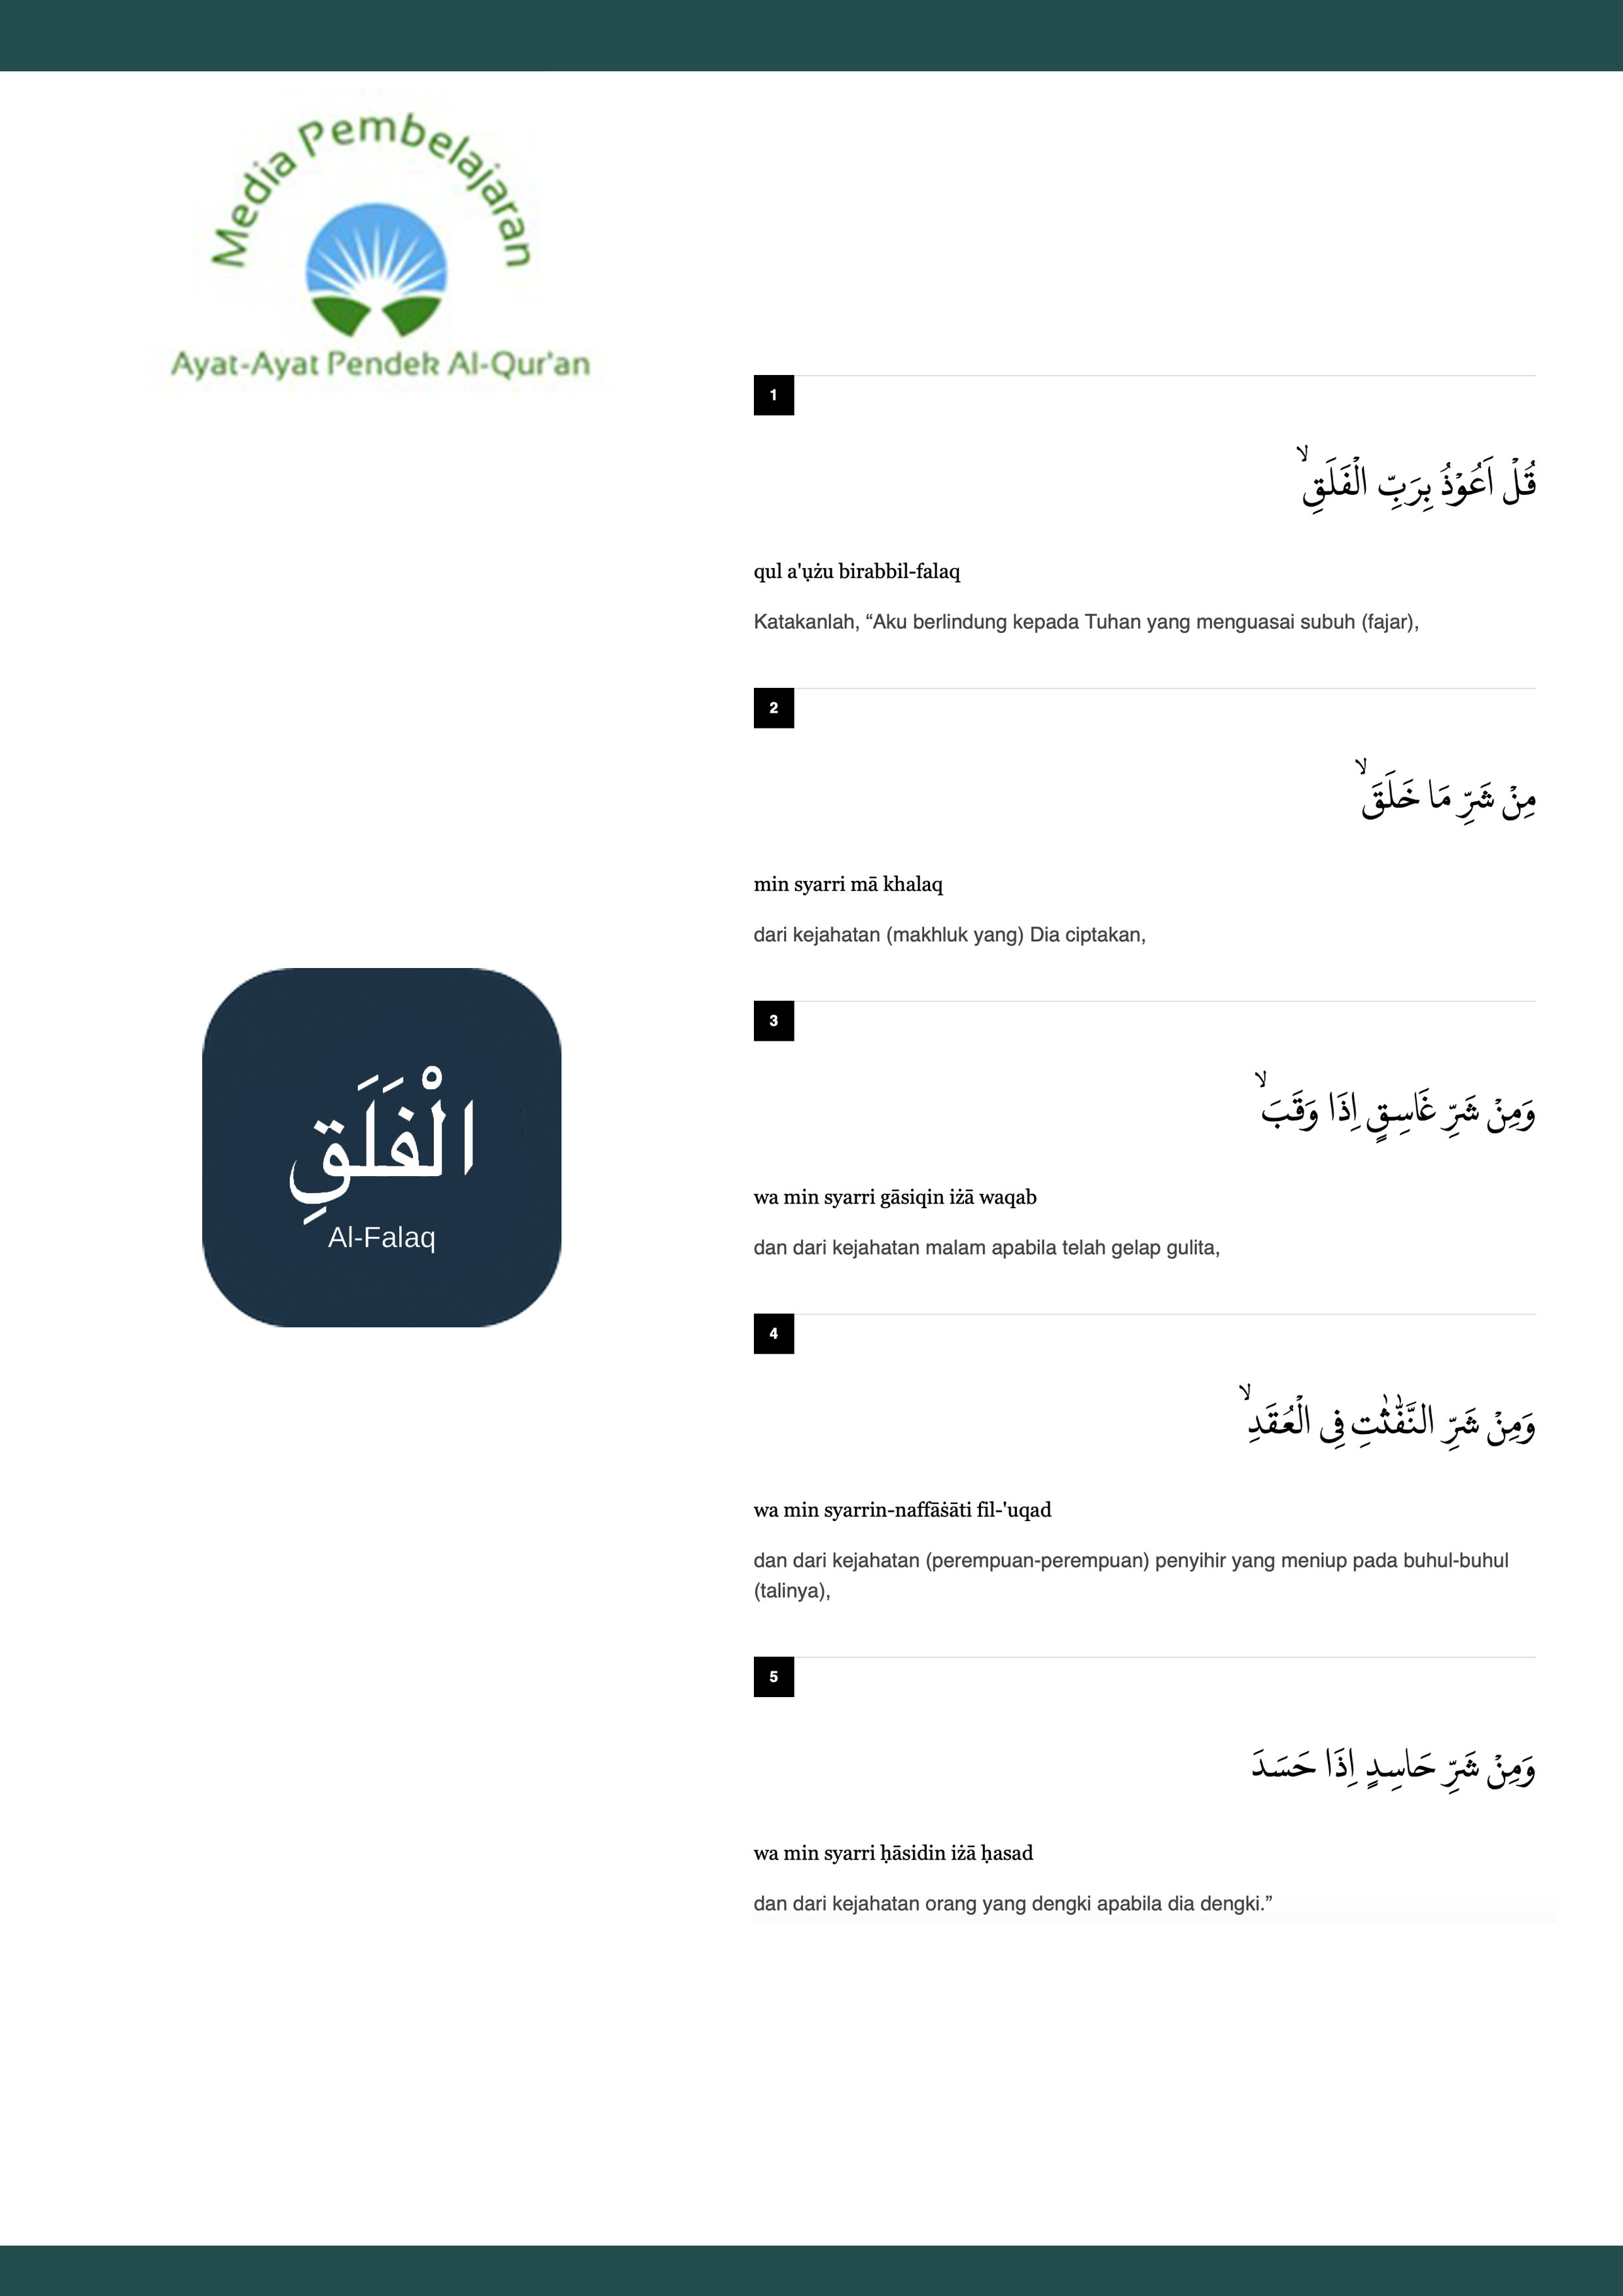 Media Pembelajaran
Ayat-Ayat Pendek Al-Qur'an
الْفَلَقِ
Al-Falaq
1
قُلْ اَعُوْذُ بِرَبِّ الْفَلَقِۙ
qul a'ụżu birabbil-falaq
Katakanlah, “Aku berlindung kepada Tuhan yang menguasai subuh (fajar),
2
مِنْ شَرِّ مَا خَلَقَۙ
min syarri mā khalaq
dari kejahatan (makhluk yang) Dia ciptakan,
3
وَمِنْ شَرِّ غَاسِقٍ اِذَا وَقَبَۙ
wa min syarri gāsiqin iżā waqab
dan dari kejahatan malam apabila telah gelap gulita,
4
وَمِنْ شَرِّ النَّفّٰثٰتِ فِى الْعُقَدِۙ
wa min syarrin-naffāṡāti fil-'uqad
dan dari kejahatan (perempuan-perempuan) penyihir yang meniup pada buhul-buhul
(talinya),
5
وَمِنْ شَرِّ حَاسِدٍ اِذَا حَسَدَ
wa min syarri ḥāsidin iżā ḥasad
dan dari kejahatan orang yang dengki apabila dia dengki.”